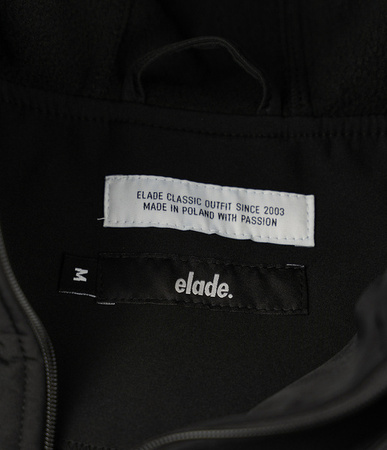 ELADE CLASSIC OUTFIT SINCE 2003
MADE IN POLAND WITH PASSION
M
elade.